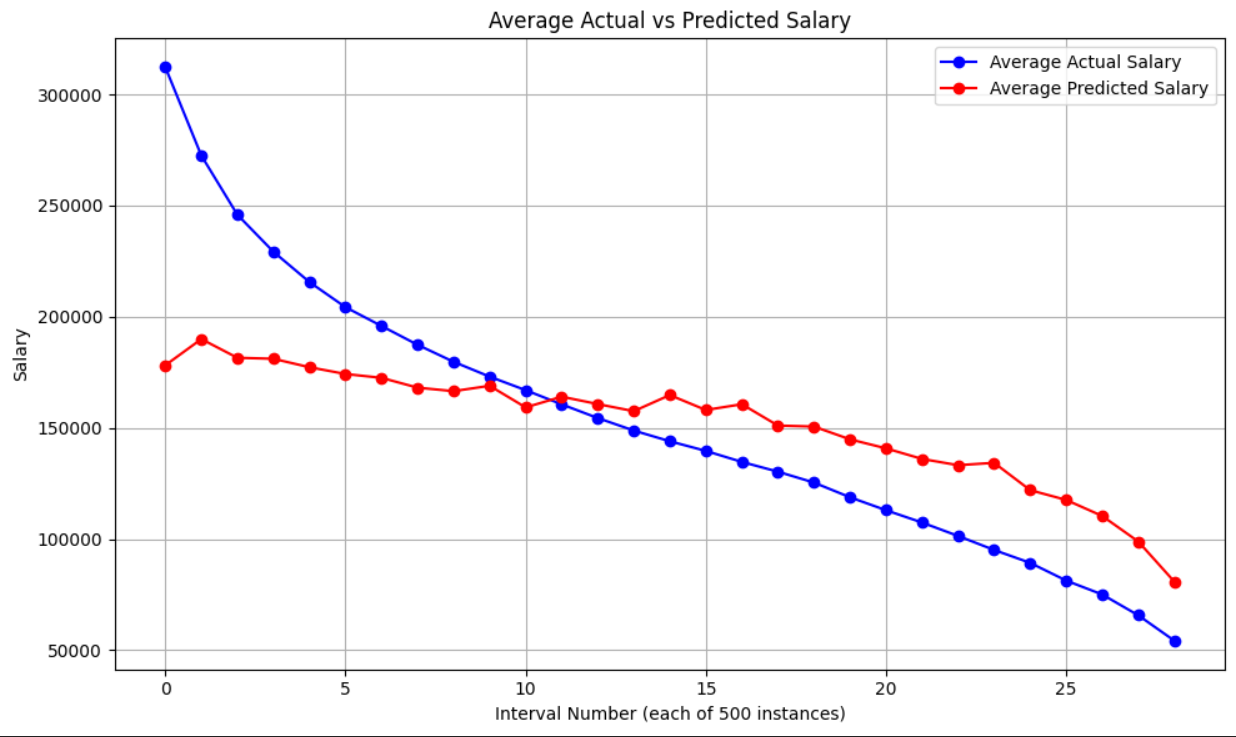 Average Actual vs Predicted Salary
Average Actual Salary
Average Predicted Salary
300000
250000
200000
150000
100000
50000
Salary
0 5 10 15 20 25
Interval Number (each of 500 instances)